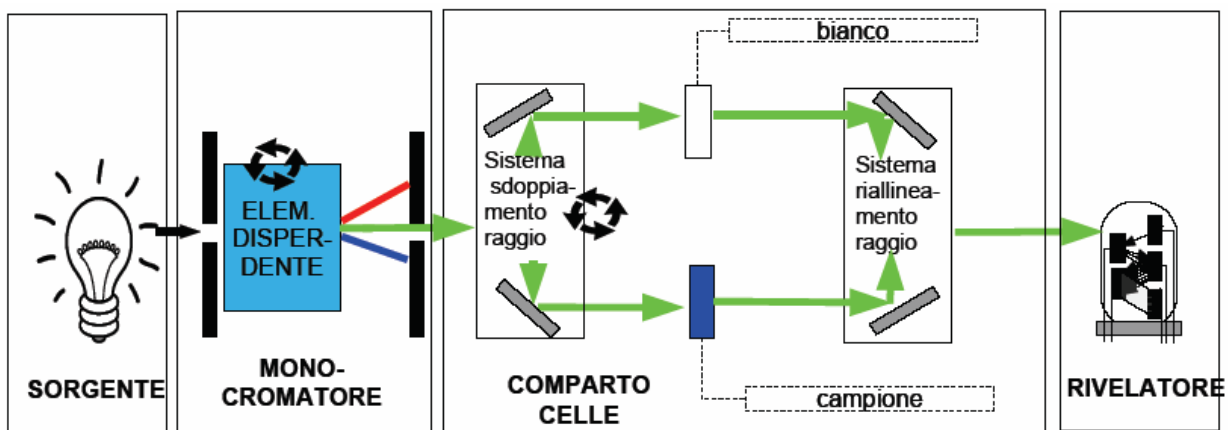 SORGENTE
ELEM.
DISPER-
DENTE
MONO-
CROMATORE
bianco
Sistema
sdoppia-
mento
raggio
Sistema
riallinea-
mento
raggio
campione
COMPARTO
CELLE
RIVELATORE